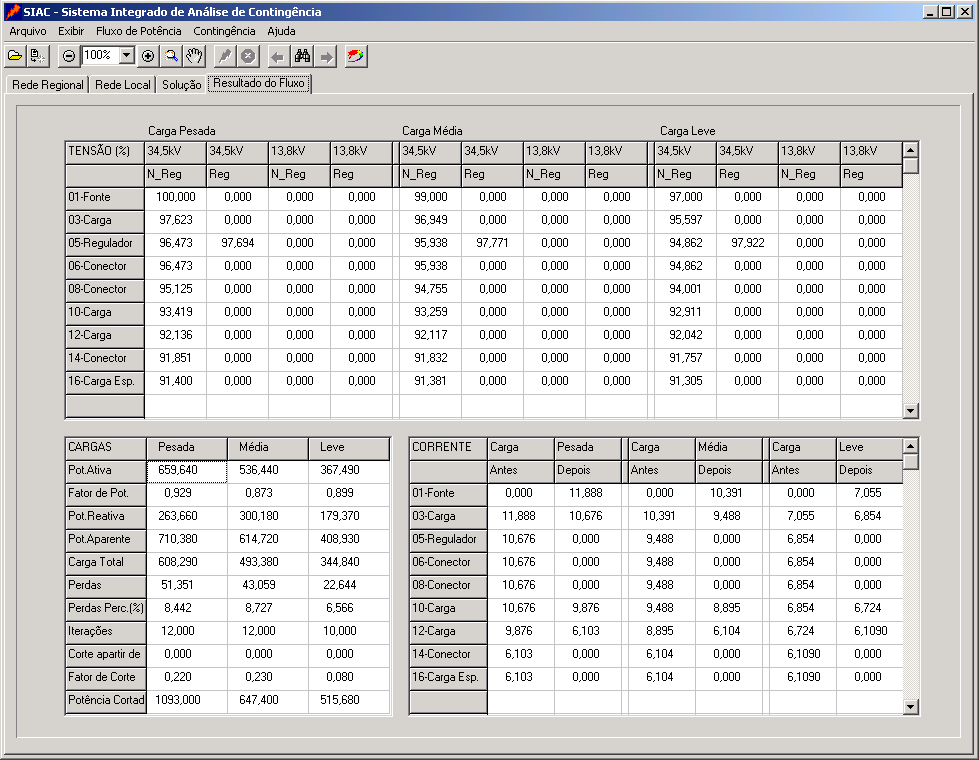 SIAC - Sistema Integrado de Análise de Contingência
Arquivo Exibir Fluxo de Potência Contingência Ajuda
100%
Rede Regional Rede Local Solução Resultado do Fluxo
Carga Pesada Carga Média Carga Leve
TENSÃO (%) 34,5kV 34,5kV 13,8kV 13,8kV 34,5kV 34,5kV 13,8kV 13,8kV 34,5kV 34,5kV 13,8kV 13,8kV
N_Reg Reg N_Reg Reg N_Reg Reg N_Reg Reg N_Reg Reg N_Reg Reg
01-Fonte 100,000 0,000 0,000 0,000 99,000 0,000 0,000 0,000 97,000 0,000 0,000 0,000
03-Carga 97,623 0,000 0,000 0,000 96,949 0,000 0,000 0,000 95,597 0,000 0,000 0,000
05-Regulador 96,473 97,694 0,000 0,000 95,938 97,771 0,000 0,000 94,862 97,922 0,000 0,000
06-Conector 96,473 0,000 0,000 0,000 95,938 0,000 0,000 0,000 94,862 0,000 0,000 0,000
08-Conector 95,125 0,000 0,000 0,000 94,755 0,000 0,000 0,000 94,001 0,000 0,000 0,000
10-Carga 93,419 0,000 0,000 0,000 93,259 0,000 0,000 0,000 92,911 0,000 0,000 0,000
12-Carga 92,136 0,000 0,000 0,000 92,117 0,000 0,000 0,000 92,042 0,000 0,000 0,000
14-Conector 91,851 0,000 0,000 0,000 91,832 0,000 0,000 0,000 91,757 0,000 0,000 0,000
16-Carga Esp. 91,400 0,000 0,000 0,000 91,381 0,000 0,000 0,000 91,305 0,000 0,000 0,000
CARGAS Pesada Média Leve
Pot.Ativa 659,640 536,440 367,490
Fator de Pot. 0,929 0,873 0,899
Pot.Reativa 263,660 300,180 179,370
Pot.Aparente 710,380 614,720 408,930
Carga Total 608,290 493,380 344,840
Perdas 51,351 43,059 22,644
Perdas Perc.(%) 8,442 8,727 6,566
Iterações 12,000 12,000 10,000
Corte apartir de 0,000 0,000 0,000
Fator de Corte 0,220 0,230 0,080
Potência Cortad 1093,000 647,400 515,680
CORRENTE Carga Pesada Carga Média Carga Leve
Antes Depois Antes Depois Antes Depois
01-Fonte 0,000 11,888 0,000 10,391 0,000 7,055
03-Carga 11,888 10,676 10,391 9,488 7,055 6,854
05-Regulador 10,676 0,000 9,488 0,000 6,854 0,000
06-Conector 10,676 0,000 9,488 0,000 6,854 0,000
08-Conector 10,676 0,000 9,488 0,000 6,854 0,000
10-Carga 10,676 9,876 9,488 8,895 6,854 6,724
12-Carga 9,876 6,103 8,895 6,104 6,724 6,1090
14-Conector 6,103 0,000 6,104 0,000 6,1090 0,000
16-Carga Esp. 6,103 0,000 6,104 0,000 6,1090 0,000